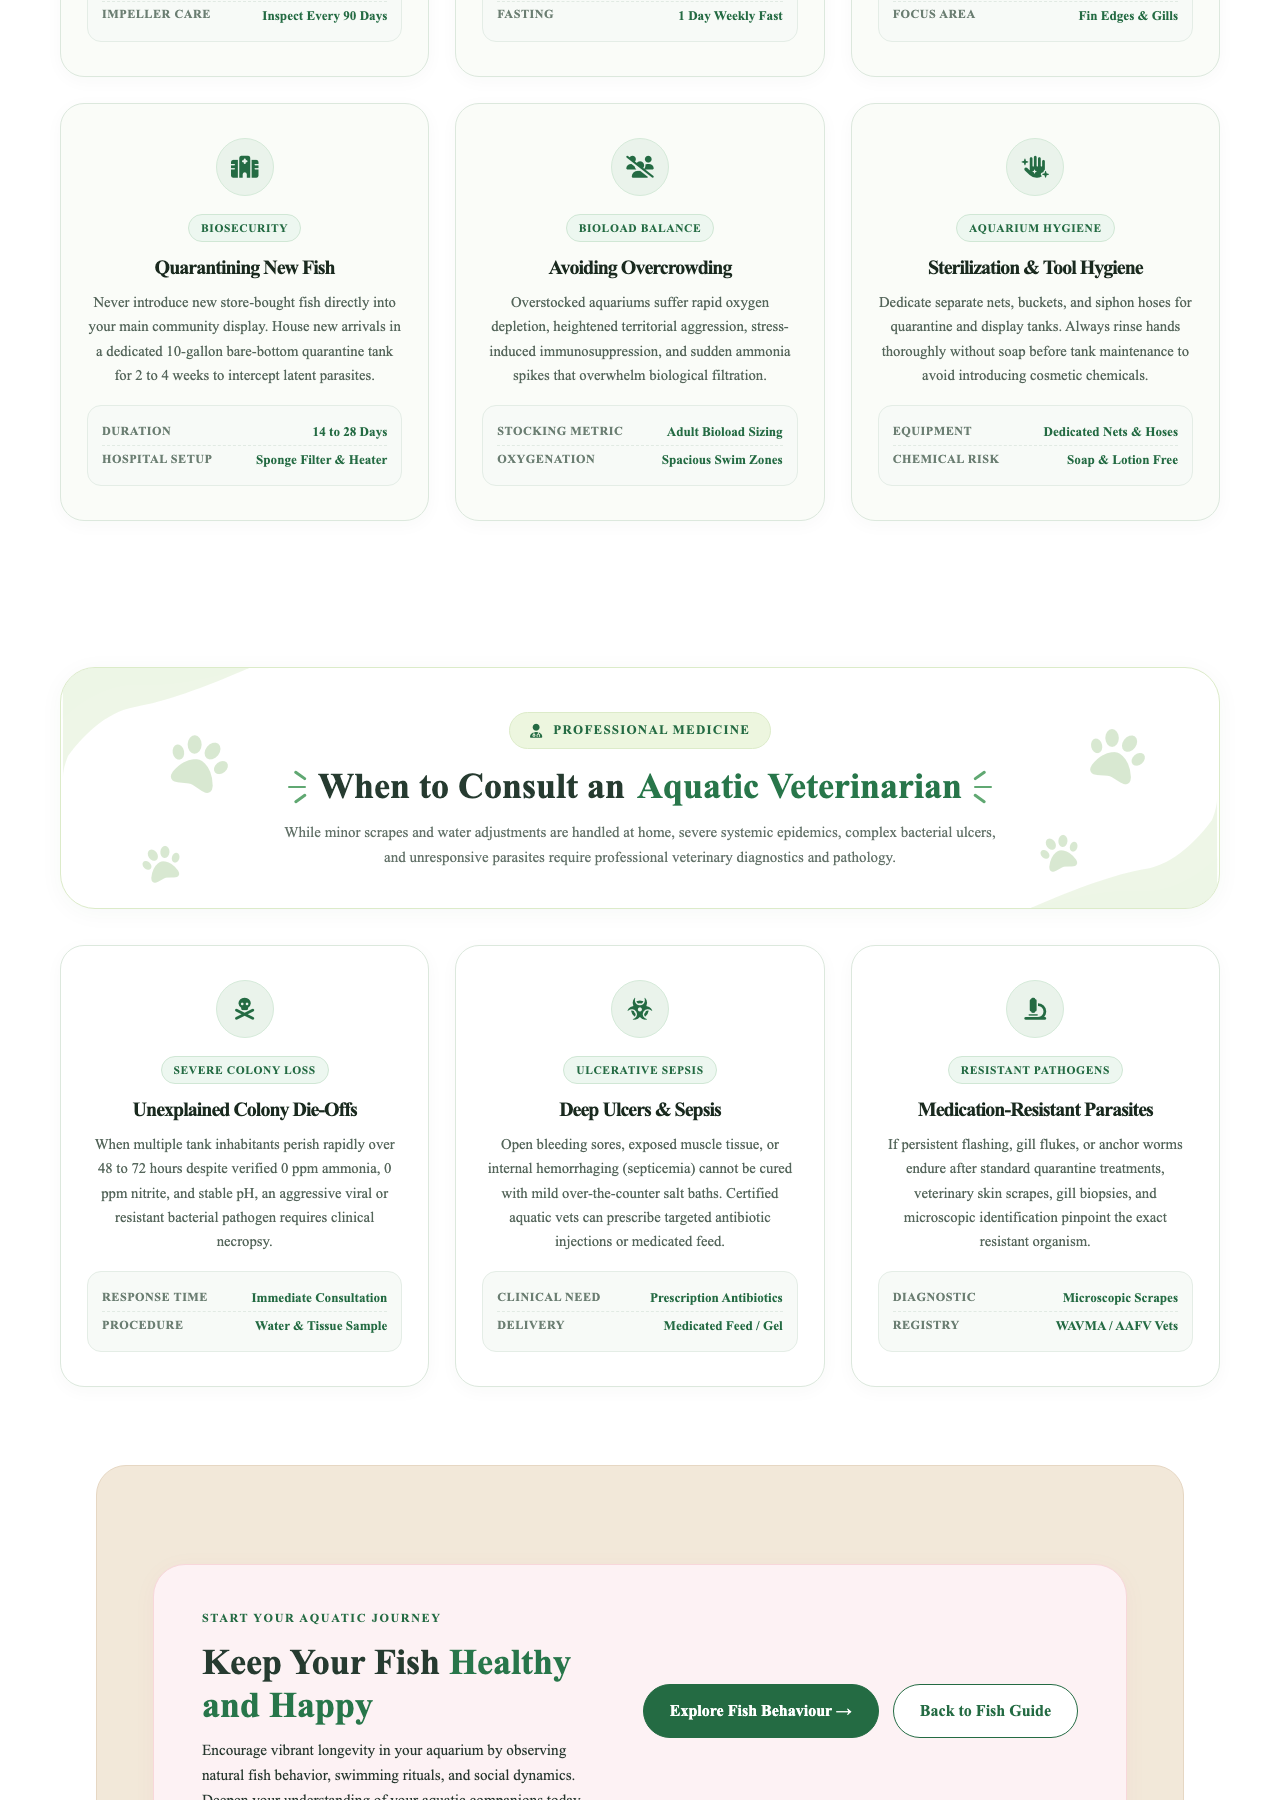 IMPELLER CARE Inspect Every 90 Days
FASTING 1 Day Weekly Fast
FOCUS AREA Fin Edges & Gills
BIOSECURITY
Quarantining New Fish
Never introduce new store-bought fish directly into
your main community display. House new arrivals in
a dedicated 10-gallon bare-bottom quarantine tank
for 2 to 4 weeks to intercept latent parasites.
DURATION 14 to 28 Days
HOSPITAL SETUP Sponge Filter & Heater
BIOLOAD BALANCE
Avoiding Overcrowding
Overstocked aquariums suffer rapid oxygen
depletion, heightened territorial aggression, stress-
induced immunosuppression, and sudden ammonia
spikes that overwhelm biological filtration.
STOCKING METRIC Adult Bioload Sizing
OXYGENATION Spacious Swim Zones
AQUARIUM HYGIENE
Sterilization & Tool Hygiene
Dedicate separate nets, buckets, and siphon hoses for
quarantine and display tanks. Always rinse hands
thoroughly without soap before tank maintenance to
avoid introducing cosmetic chemicals.
EQUIPMENT Dedicated Nets & Hoses
CHEMICAL RISK Soap & Lotion Free
PROFESSIONAL MEDICINE
When to Consult an Aquatic Veterinarian
While minor scrapes and water adjustments are handled at home, severe systemic epidemics, complex bacterial ulcers,
and unresponsive parasites require professional veterinary diagnostics and pathology.
SEVERE COLONY LOSS
Unexplained Colony Die-Offs
When multiple tank inhabitants perish rapidly over
48 to 72 hours despite verified 0 ppm ammonia, 0
ppm nitrite, and stable pH, an aggressive viral or
resistant bacterial pathogen requires clinical
necropsy.
RESPONSE TIME Immediate Consultation
PROCEDURE Water & Tissue Sample
ULCERATIVE SEPSIS
Deep Ulcers & Sepsis
Open bleeding sores, exposed muscle tissue, or
internal hemorrhaging (septicemia) cannot be cured
with mild over-the-counter salt baths. Certified
aquatic vets can prescribe targeted antibiotic
injections or medicated feed.
CLINICAL NEED Prescription Antibiotics
DELIVERY Medicated Feed / Gel
RESISTANT PATHOGENS
Medication-Resistant Parasites
If persistent flashing, gill flukes, or anchor worms
endure after standard quarantine treatments,
veterinary skin scrapes, gill biopsies, and
microscopic identification pinpoint the exact
resistant organism.
DIAGNOSTIC Microscopic Scrapes
REGISTRY WAVMA / AAFV Vets
START YOUR AQUATIC JOURNEY
Keep Your Fish Healthy
and Happy
Encourage vibrant longevity in your aquarium by observing
natural fish behavior, swimming rituals, and social dynamics.
Deepen your understanding of your aquatic companions today.
Explore Fish Behaviour →
Back to Fish Guide